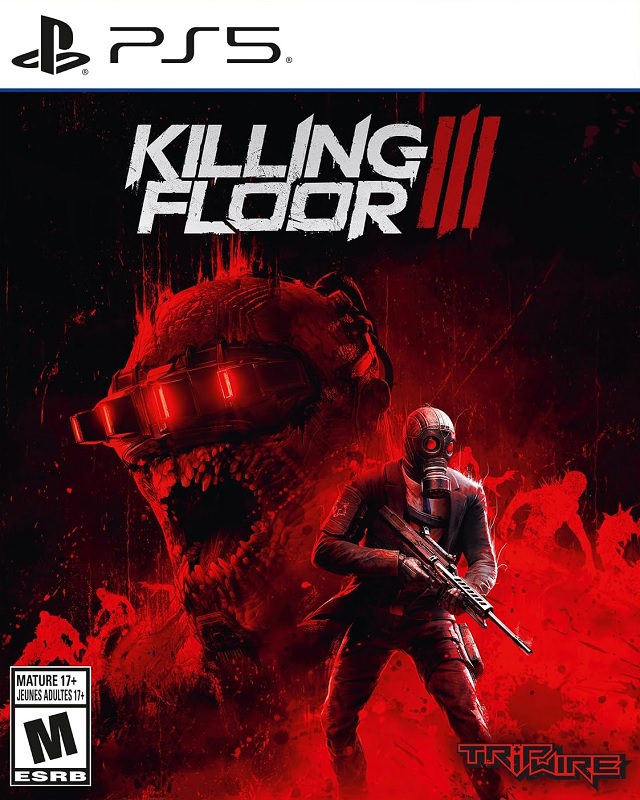 PS5
KILLING
FLOOR III
MATURE 17+
JEUNES ADULTES 17+
M
ESRB
TRIPWIRE